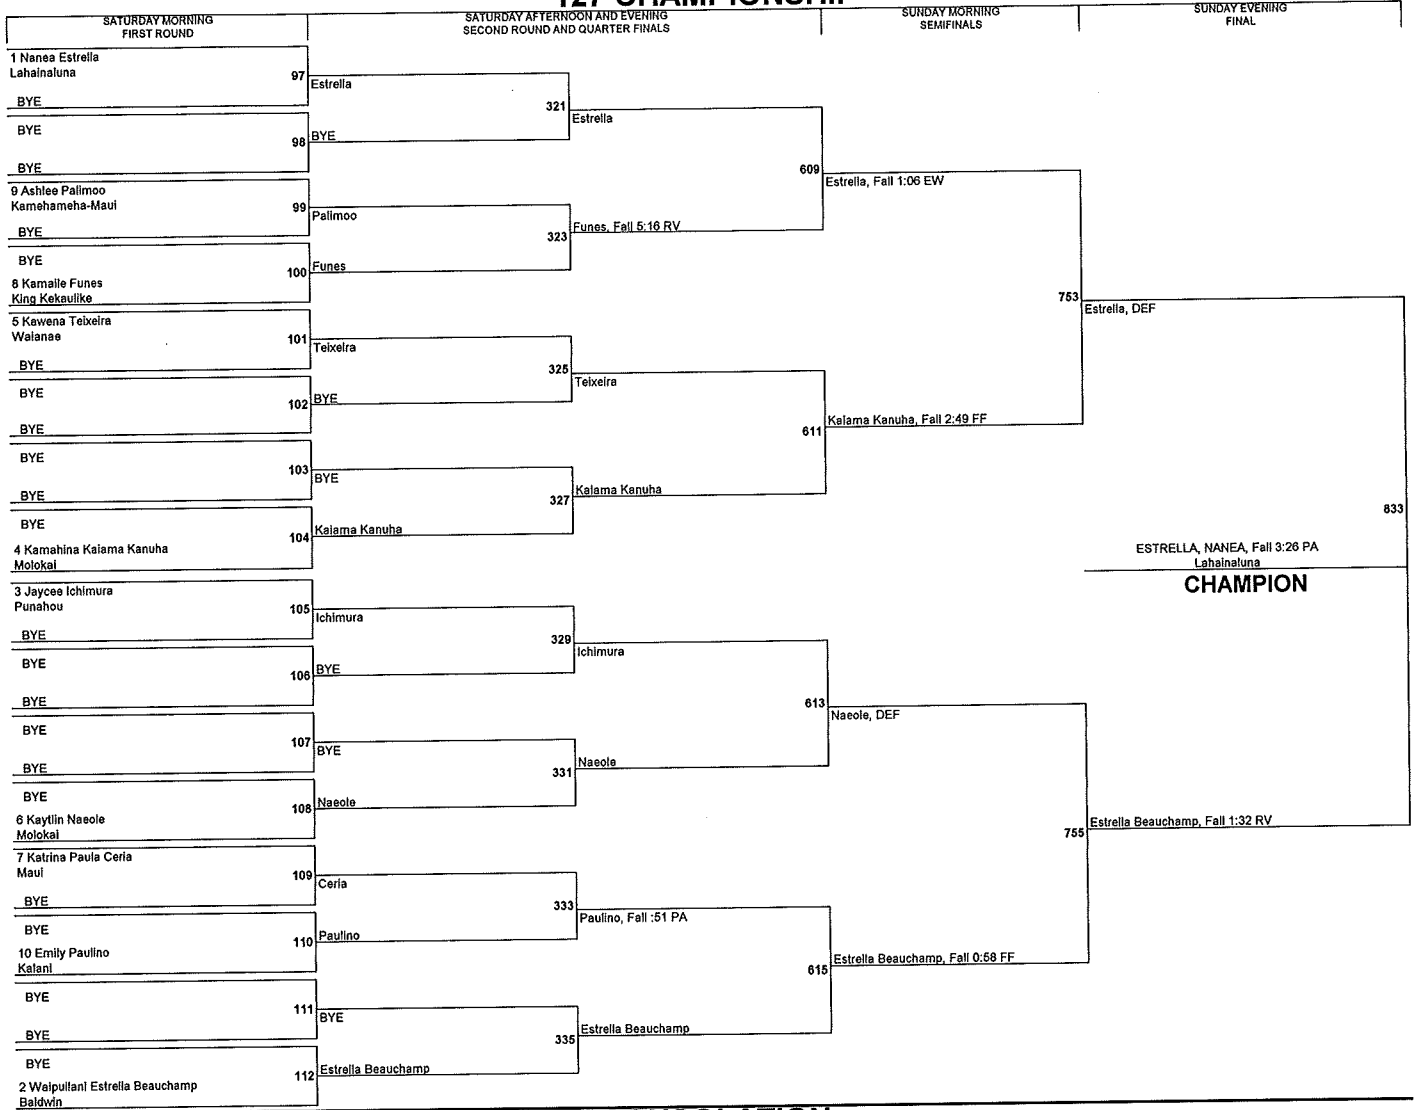 127 CHAMPIONSHIP
SATURDAY MORNING
FIRST ROUND
SATURDAY AFTERNOON AND EVENING
SECOND ROUND AND QUARTER FINALS
SUNDAY MORNING
SEMIFINALS
SUNDAY EVENING
FINAL
1 Nanea Estrella
Lahainaluna
97
BYE
BYE
98
BYE
9 Ashlee Palimoo
Kamehameha-Maui
99
BYE
BYE
100
8 Kamaile Funes
King Kekaulike
5 Kawena Teixeira
Waianae
101
BYE
BYE
102
BYE
BYE
103
BYE
BYE
104
4 Kamahina Kaiama Kanuha
Molokai
3 Jaycee Ichimura
Punahou
105
BYE
BYE
106
BYE
BYE
107
BYE
BYE
108
6 Kaytlin Naeole
Molokai
7 Katrina Paula Ceria
Maui
109
BYE
BYE
110
10 Emily Paulino
Kalani
BYE
111
BYE
BYE
112
2 Waipuilani Estrella Beauchamp
Baldwin
Estrella
321
BYE
Palimoo
323
Funes
Teixeira
325
BYE
BYE
327
Kaiama Kanuha
Ichimura
329
BYE
BYE
331
Naeole
Ceria
333
Paulino
BYE
335
Estrella Beauchamp
Estrella
609
Funes, Fall 5:16 RV
Teixeira
611
Kaiama Kanuha
Ichimura
613
Naeole
Paulino, Fall :51 PA
615
Estrella Beauchamp
Estrella, Fall 1:06 EW
753
Kaiama Kanuha, Fall 2:49 FF
Naeole, DEF
755
Estrella Beauchamp, Fall 0:58 FF
Estrella, DEF
833
Estrella Beauchamp, Fall 1:32 RV
ESTRELLA, NANEA, Fall 3:26 PA
Lahainaluna
CHAMPION